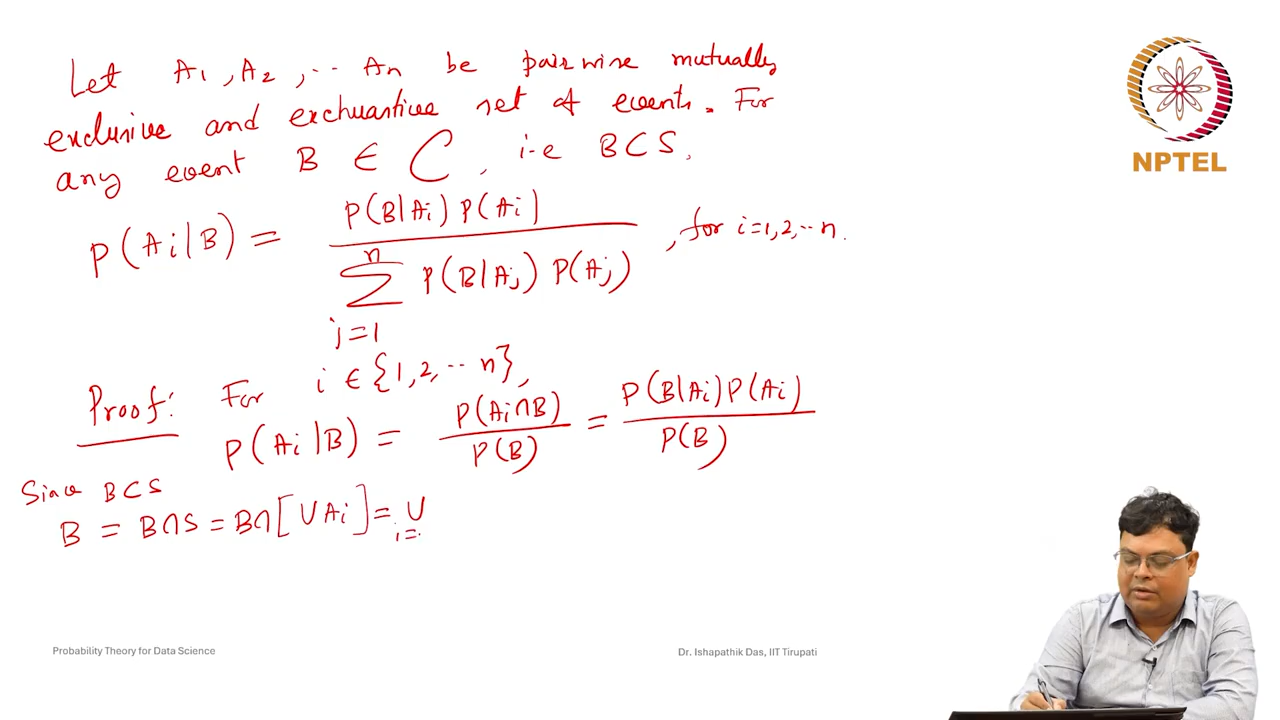 Let A1, A2, ... An be pairwise mutually
exclusive and exchuastive set of events. For
any event B ∈ C, i-e B⊂S,
P(Ai|B) = P(B|Ai) P(Ai) / ∑_{j=1}^{n} P(B|Aj) P(Aj), for i=1,2,... n.
Proof: For i ∈ {1,2,... n},
P(Ai|B) = P(Ai∩B) / P(B) = P(B|Ai)P(Ai) / P(B)
Since B⊂S
B = B∩S = B∩[∪Ai] = ∪ i=
NPTEL
Probability Theory for Data Science
Dr. Ishapathik Das, IIT Tirupati